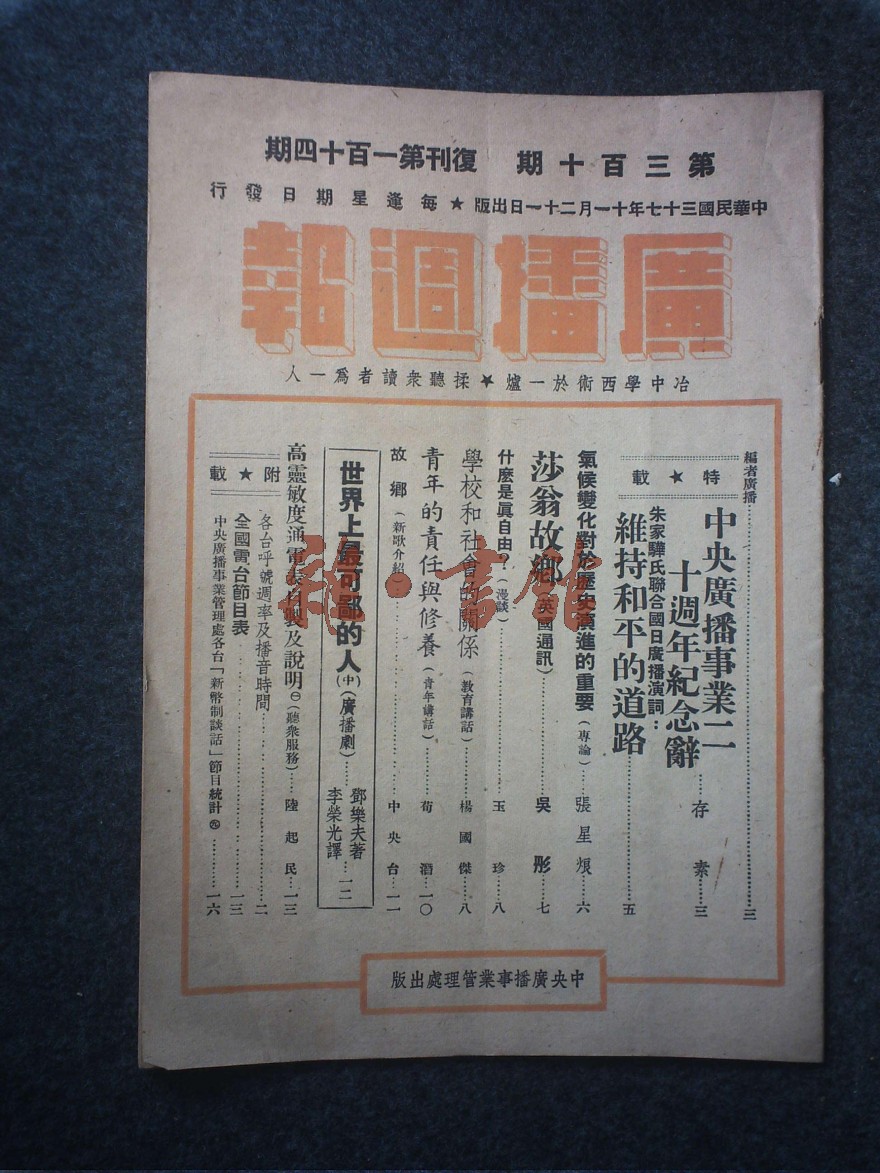 第三百十期　復刊第一百十四期
中華民國三十七年十一月二十一日出版★每逢星期日發行
廣播週報
冶中學西術於一爐★揉聽衆讀者爲一人
編者廣播……三
特★載
中央廣播事業二十週年紀念辭……存素……三
朱家驊氏聯合國日廣播演詞：
維持和平的道路……五
氣候變化對於歷史演進的重要（專論）……張星烺……六
莎翁故鄉（英國通訊）……吳彤……七
什麼是眞自由？（漫談）……玉珍……八
學校和社會的關係（教育講話）……楊國傑……八
青年的責任與修養（青年講話）……荀潛……一〇
故鄉（新歌介紹）……中央台……一一
世界上最可鄙的人（中）（廣播劇）……鄧樂夫著 李榮光譯……一二
高靈敏度通電表自製及說明㊀（聽衆服務）……陸起民……一三
附★載
各台呼號週率及播音時間……二
全國電台節目表……一三
中央廣播事業管理處各台「新幣制談話」節目統計……一六
中央廣播事業管理處出版
龍·書館